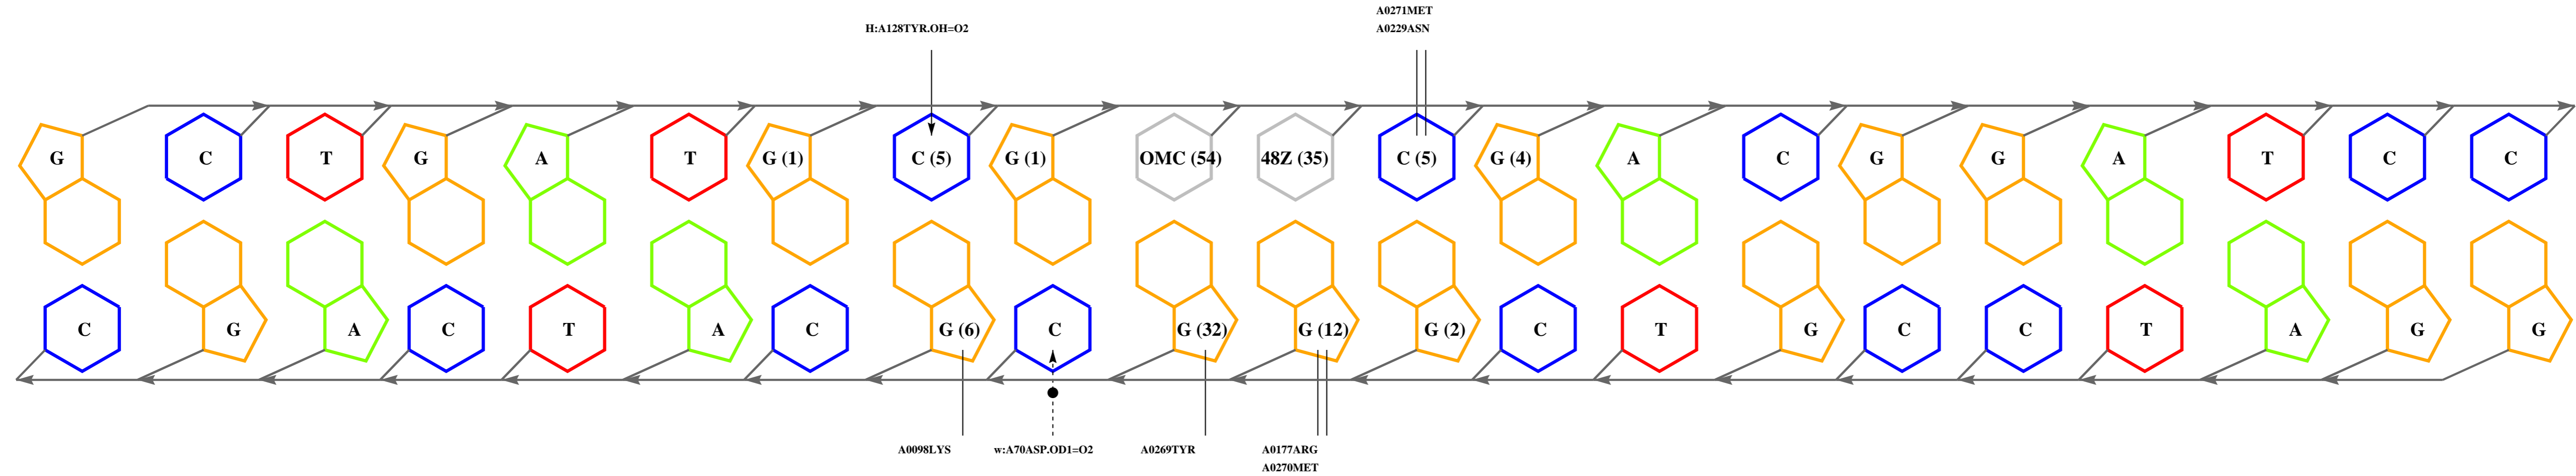 A0271MET
H:A128TYR.OH=O2 A0229ASN
G C T G A T G (1) C (5) G (1) OMC (54) 48Z (35) C (5) G (4) A C G G A T C C
C G A C T A C G (6) C G (32) G (12) G (2) C T G C C T A G G
A0098LYS w:A70ASP.OD1=O2 A0269TYR A0177ARG
A0270MET